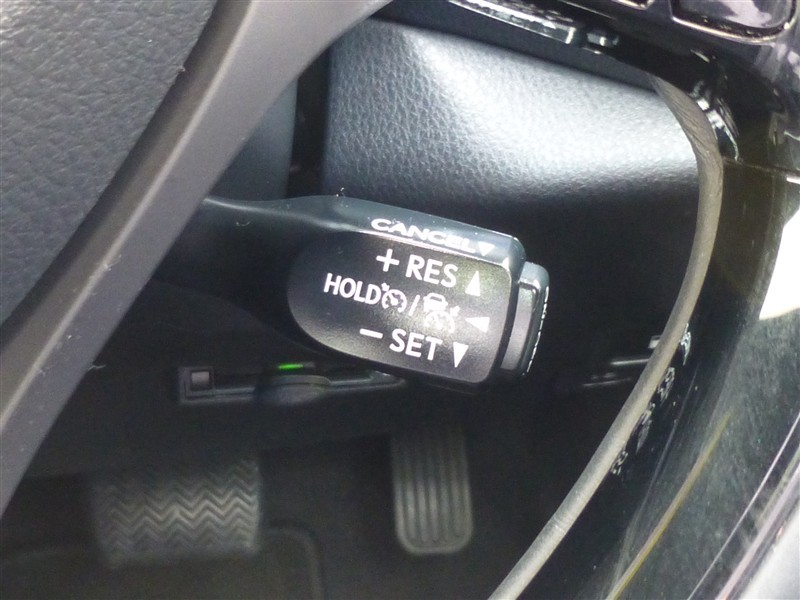 CANCEL
+ RES
HOLD /
− SET